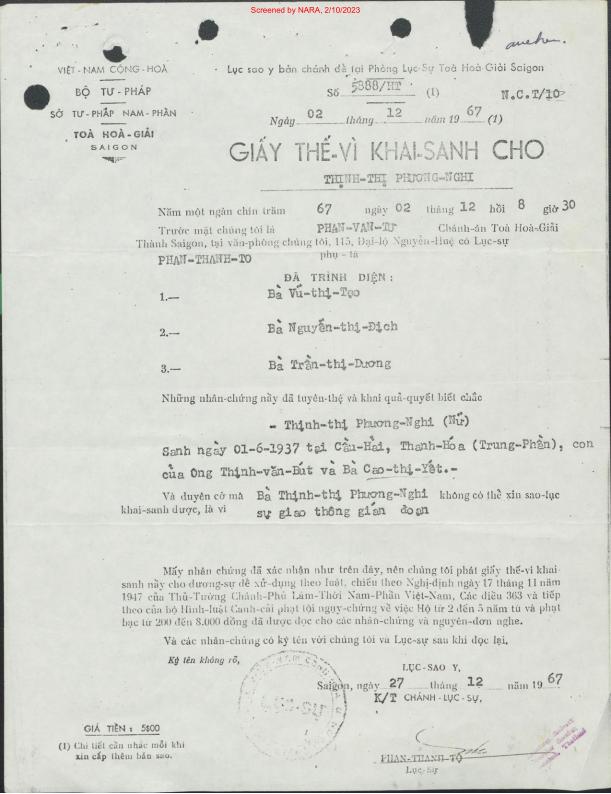 Screened by NARA, 2/10/2023
VIỆT-NAM CỘNG-HOÀ
BỘ TƯ-PHÁP
SỞ TƯ-PHÁP NAM-PHẦN
TOÀ HOÀ-GIẢI
SAIGON
Lục sao y bản chánh để tại Phòng Lục-Sự Toà Hoà-Giải Saigon
Số 5388/HT (1) N.C.T/10
Ngày 02 tháng 12 năm 1967 (1)
GIẤY THẾ-VÌ KHAI-SANH CHO
THỊNH-THỊ PHƯƠNG-NGHI
Năm một ngàn chín trăm 67 ngày 02 tháng 12 hồi 8 giờ 30
Trước mặt chúng tôi là PHAN-VAN-TƯ Chánh-án Toà Hoà-Giải
Thành Saigon, tại văn-phòng chúng tôi, 115, Đại-lộ Nguyễn-Huệ có Lục-sự
PHAN-THANH-TO phụ-tá
ĐÃ TRÌNH DIỆN :
1.— Bà Vũ-thị-Tạo
2.— Bà Nguyễn-thị-Địch
3.— Bà Trần-thị-Dương
Những nhân-chứng nầy đã tuyên-thệ và khai quả-quyết biết chắc
- Thịnh-thị Phương-Nghi (Nữ)
Sanh ngày 01-6-1937 tại Cầu-Hải, Thanh-Hóa (Trung-Phần), con
của Ông Thịnh-văn-Bút và Bà Cao-thị-Yết.-
Và duyên cớ mà Bà Thịnh-thị Phương-Nghi không có thể xin sao-lục
khai-sanh được, là vì sự giao thông gián đoạn
Mấy nhân chứng đã xác nhận như trên đây, nên chúng tôi phát giấy thế-vì khai-
sanh nầy cho đương-sự để xử-dụng theo luật, chiếu theo Nghị-định ngày 17 tháng 11 năm
1947 của Thủ-Tướng Chánh-Phủ Lâm-Thời Nam-Phần Việt-Nam, Các điều 363 và tiếp
theo của bộ Hình-luật Canh-cải phạt tội ngụy-chứng về việc Hộ từ 2 đến 5 năm tù và phạt
bạc từ 200 đến 8.000 đồng đã được đọc cho các nhân-chứng và nguyên-đơn nghe.
Và các nhân-chứng có ký tên với chúng tôi và Lục-sự sau khi đọc lại.
Ký tên không rõ,
LỤC-SAO Y,
Saigon, ngày 27 tháng 12 năm 1967
K/T CHÁNH-LỤC-SỰ,
GIÁ TIỀN : 5$00
(1) Chi tiết cần nhắc mỗi khi
xin cấp thêm bản sao.
PHAN-THANH-TỘ
Lục-Sự